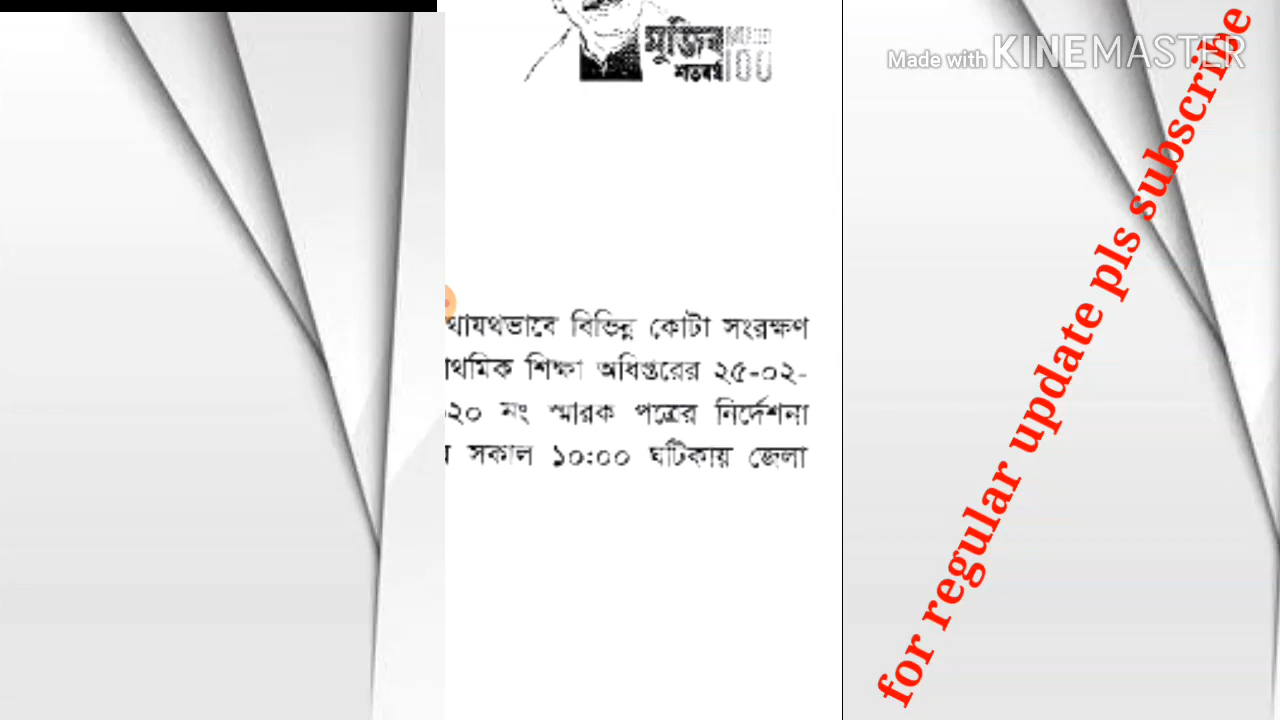 মুজিব
শতবর্ষ 100
Made with KINEMASTER
থাযথভাবে বিভিন্ন কোটা সংরক্ষণ
াথমিক শিক্ষা অধিপ্তরের ২৫-০২-
২০ নং স্মারক পত্রের নির্দেশনা
সকাল ১০:০০ ঘটিকায় জেলা
for regular update pls subscribe